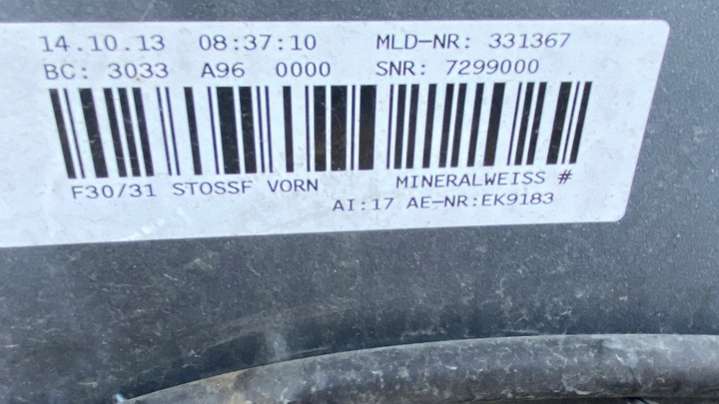 14.10.13 08:37:10 MLD-NR: 331367
BC: 3033 A96 0000 SNR: 7299000
F30/31 STOSSF VORN MINERALWEISS #
AI:17 AE-NR:EK9183